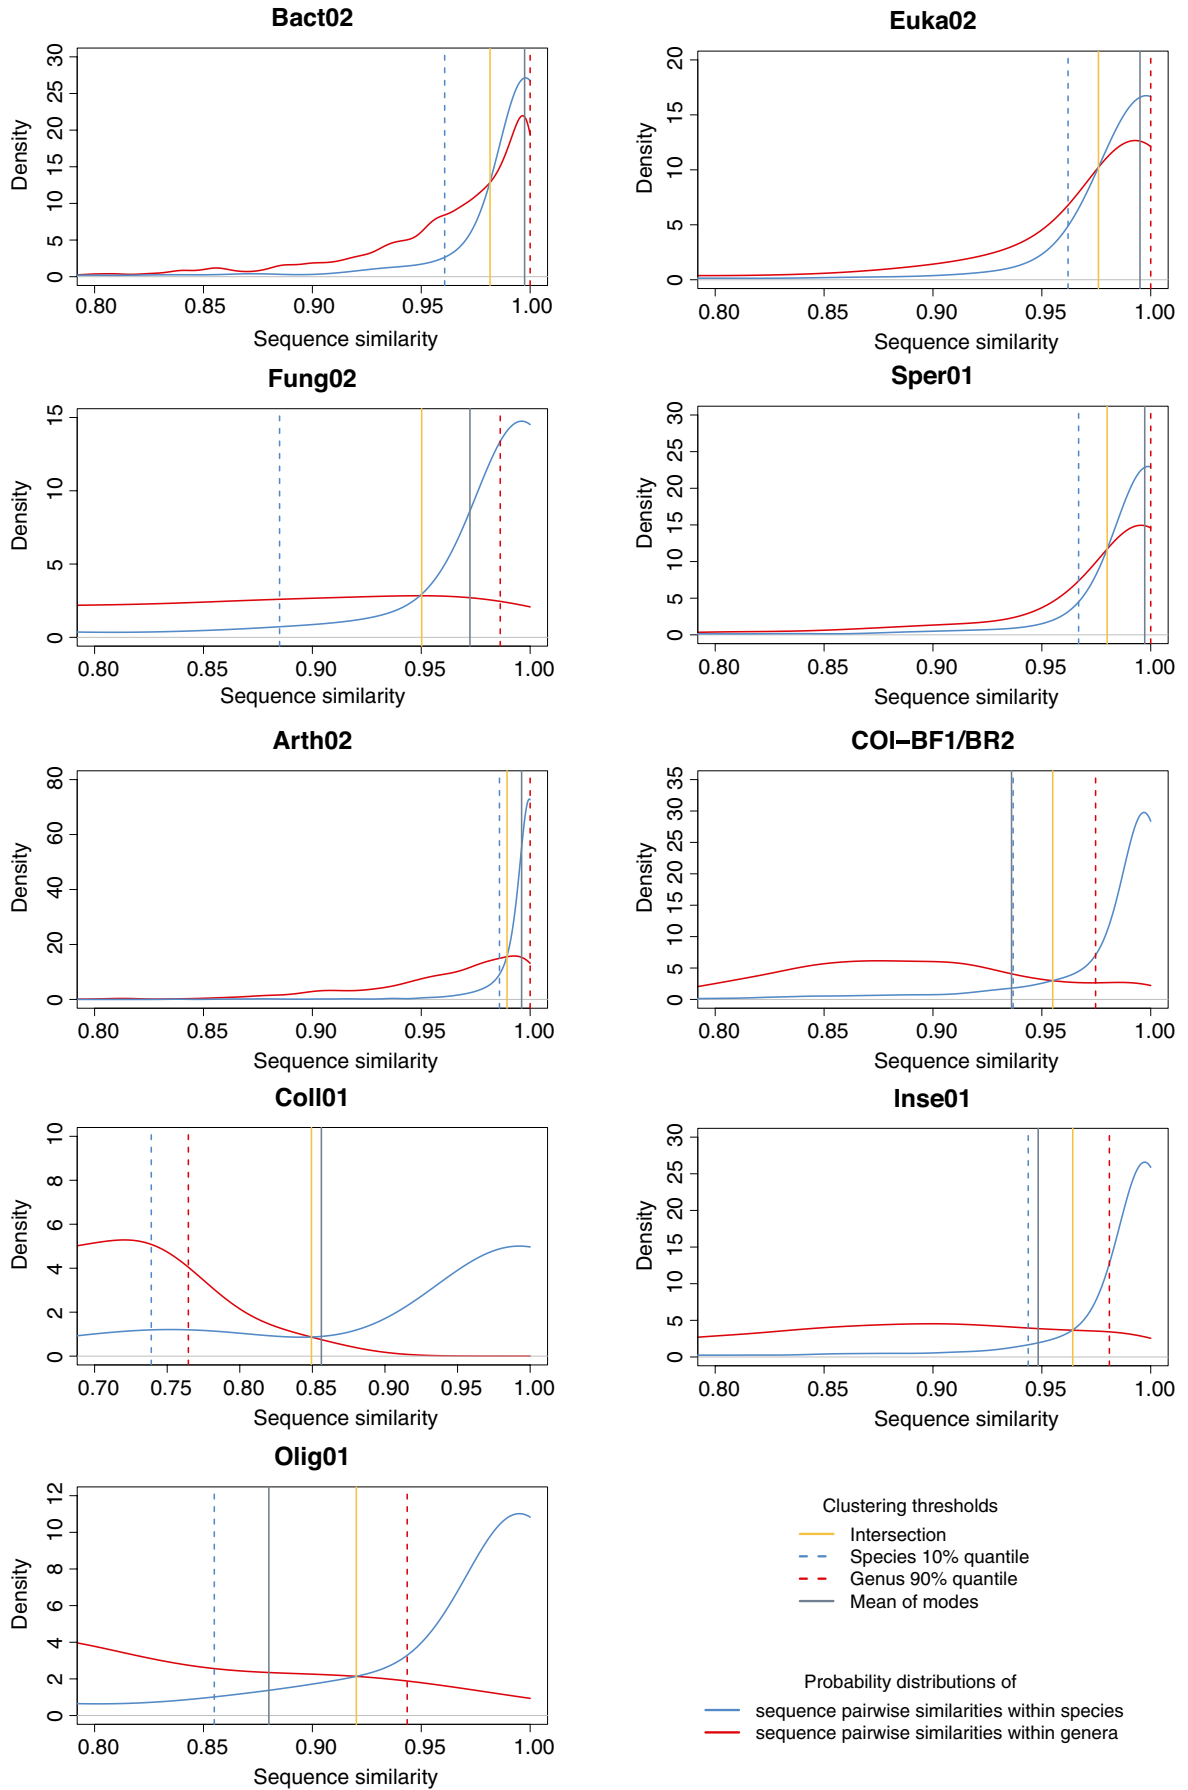 Bact02
Density
0 5 10 15 20 25 30
0.80 0.85 0.90 0.95 1.00
Sequence similarity
Euka02
Density
0 5 10 15 20
0.80 0.85 0.90 0.95 1.00
Sequence similarity
Fung02
Density
0 5 10 15
0.80 0.85 0.90 0.95 1.00
Sequence similarity
Sper01
Density
0 5 10 15 20 25 30
0.80 0.85 0.90 0.95 1.00
Sequence similarity
Arth02
Density
0 20 40 60 80
0.80 0.85 0.90 0.95 1.00
Sequence similarity
COI–BF1/BR2
Density
0 5 10 15 20 25 30 35
0.80 0.85 0.90 0.95 1.00
Sequence similarity
Coll01
Density
0 2 4 6 8 10
0.70 0.75 0.80 0.85 0.90 0.95 1.00
Sequence similarity
Inse01
Density
0 5 10 15 20 25 30
0.80 0.85 0.90 0.95 1.00
Sequence similarity
Olig01
Density
0 2 4 6 8 10 12
0.80 0.85 0.90 0.95 1.00
Sequence similarity
Clustering thresholds
Intersection
Species 10% quantile
Genus 90% quantile
Mean of modes
Probability distributions of
sequence pairwise similarities within species
sequence pairwise similarities within genera